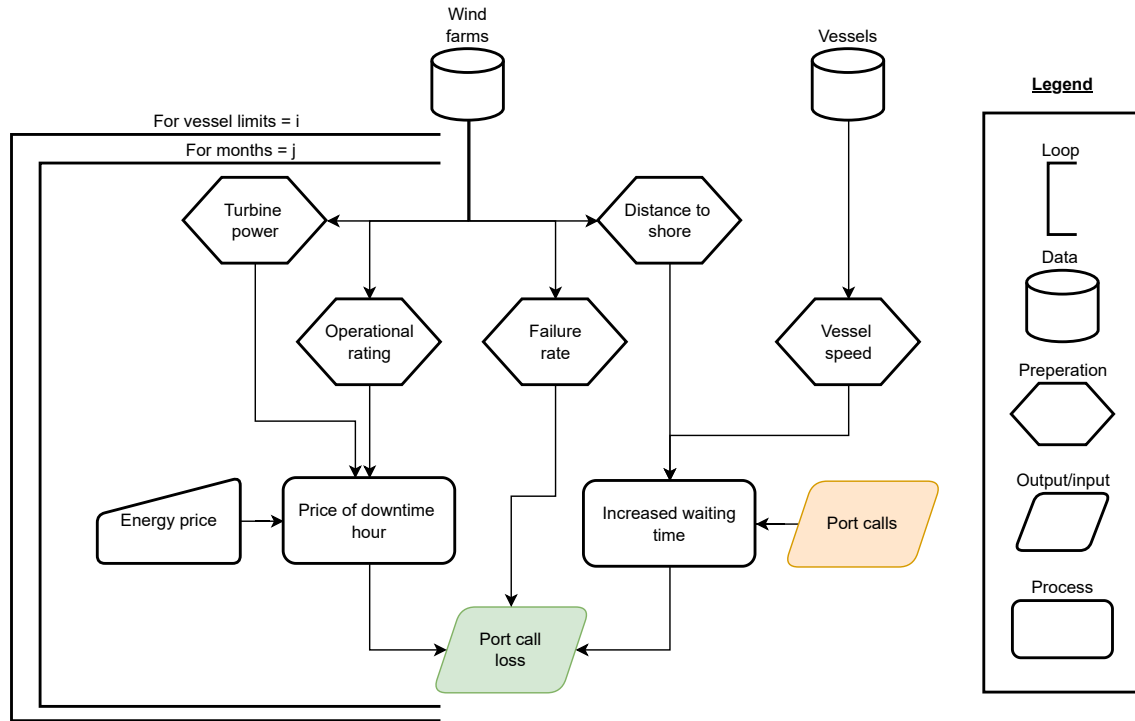 Wind
farms
Vessels
Legend
For vessel limits = i
For months = j
Loop
Turbine
power
Distance to
shore
Data
Operational
rating
Failure
rate
Vessel
speed
Preperation
Energy price
Price of downtime
hour
Increased waiting
time
Port calls
Output/input
Process
Port call
loss